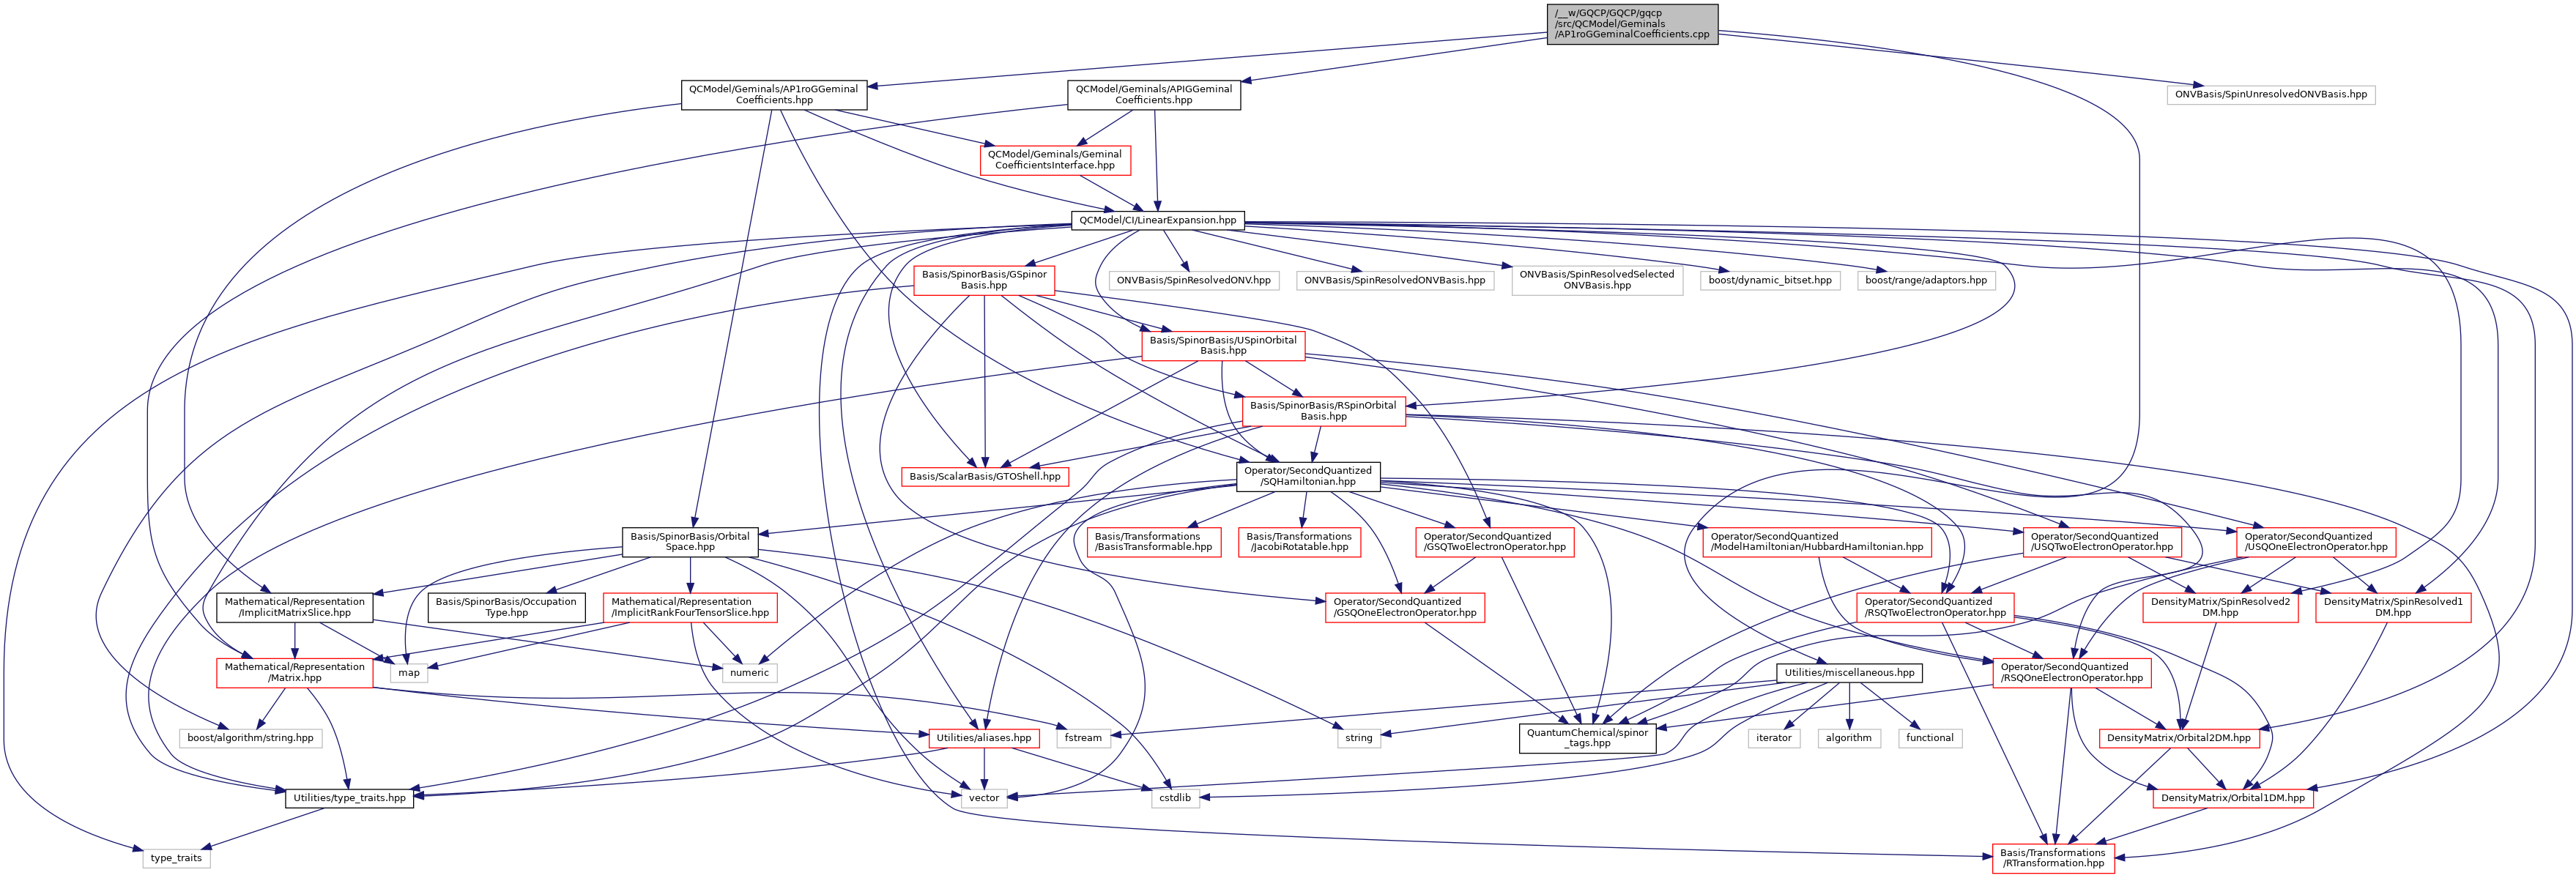 /__w/GQCP/GQCP/gqcp
/src/QCModel/Geminals
/AP1roGGeminalCoefficients.cpp
QCModel/Geminals/AP1roGGeminal
Coefficients.hpp
QCModel/Geminals/APIGGeminal
Coefficients.hpp
ONVBasis/SpinUnresolvedONVBasis.hpp
QCModel/Geminals/Geminal
CoefficientsInterface.hpp
QCModel/CI/LinearExpansion.hpp
Basis/SpinorBasis/GSpinor
Basis.hpp
ONVBasis/SpinResolvedONV.hpp
ONVBasis/SpinResolvedONVBasis.hpp
ONVBasis/SpinResolvedSelected
ONVBasis.hpp
boost/dynamic_bitset.hpp
boost/range/adaptors.hpp
Basis/SpinorBasis/USpinOrbital
Basis.hpp
Basis/SpinorBasis/RSpinOrbital
Basis.hpp
Basis/ScalarBasis/GTOShell.hpp
Operator/SecondQuantized
/SQHamiltonian.hpp
Basis/SpinorBasis/Orbital
Space.hpp
Basis/Transformations
/BasisTransformable.hpp
Basis/Transformations
/JacobiRotatable.hpp
Operator/SecondQuantized
/GSQTwoElectronOperator.hpp
Operator/SecondQuantized
/ModelHamiltonian/HubbardHamiltonian.hpp
Operator/SecondQuantized
/USQTwoElectronOperator.hpp
Operator/SecondQuantized
/USQOneElectronOperator.hpp
Mathematical/Representation
/ImplicitMatrixSlice.hpp
Basis/SpinorBasis/Occupation
Type.hpp
Mathematical/Representation
/ImplicitRankFourTensorSlice.hpp
Operator/SecondQuantized
/GSQOneElectronOperator.hpp
Operator/SecondQuantized
/RSQTwoElectronOperator.hpp
DensityMatrix/SpinResolved2
DM.hpp
DensityMatrix/SpinResolved1
DM.hpp
Mathematical/Representation
/Matrix.hpp
map
numeric
Utilities/miscellaneous.hpp
Operator/SecondQuantized
/RSQOneElectronOperator.hpp
boost/algorithm/string.hpp
Utilities/aliases.hpp
fstream
string
QuantumChemical/spinor
_tags.hpp
iterator
algorithm
functional
DensityMatrix/Orbital2DM.hpp
Utilities/type_traits.hpp
vector
cstdlib
DensityMatrix/Orbital1DM.hpp
type_traits
Basis/Transformations
/RTransformation.hpp